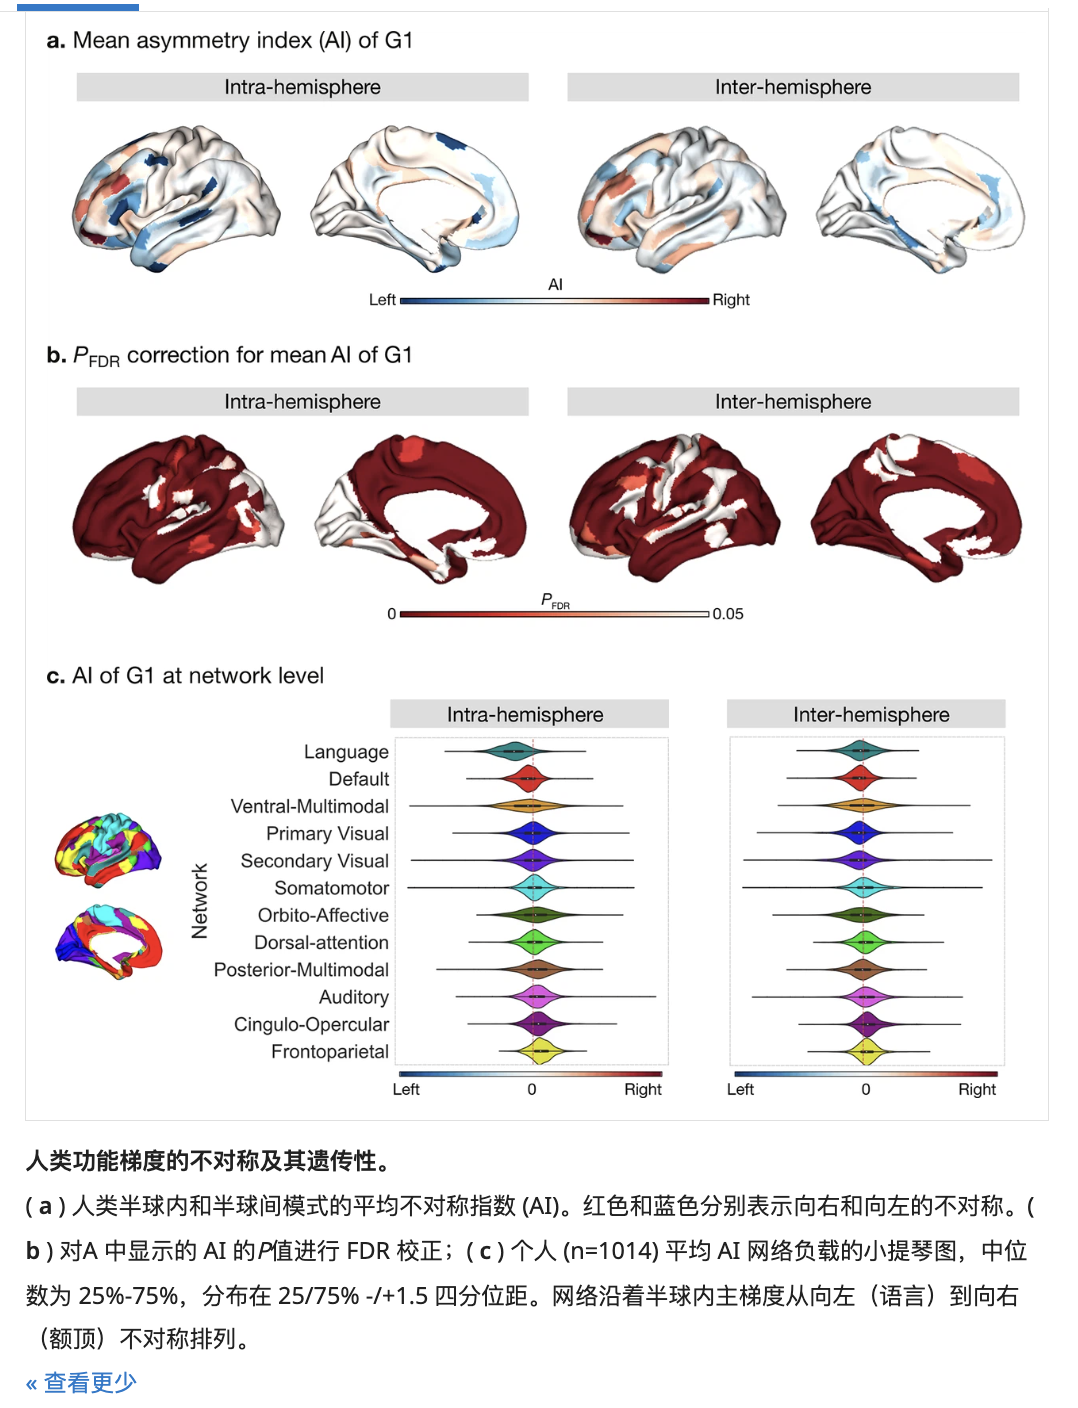 a. Mean asymmetry index (AI) of G1
Intra-hemisphere
Inter-hemisphere
AI
Left
Right
b. PFDR correction for mean AI of G1
Intra-hemisphere
Inter-hemisphere
PFDR
0
0.05
c. AI of G1 at network level
Intra-hemisphere
Inter-hemisphere
Network
Language
Default
Ventral-Multimodal
Primary Visual
Secondary Visual
Somatomotor
Orbito-Affective
Dorsal-attention
Posterior-Multimodal
Auditory
Cingulo-Opercular
Frontoparietal
Left 0 Right
Left 0 Right
人类功能梯度的不对称及其遗传性。
( a ) 人类半球内和半球间模式的平均不对称指数 (AI)。红色和蓝色分别表示向右和向左的不对称。(
b ) 对A 中显示的 AI 的P值进行 FDR 校正；( c ) 个人 (n=1014) 平均 AI 网络负载的小提琴图，中位
数为 25%-75%，分布在 25/75% -/+1.5 四分位距。网络沿着半球内主梯度从向左（语言）到向右
（额顶）不对称排列。
« 查看更少